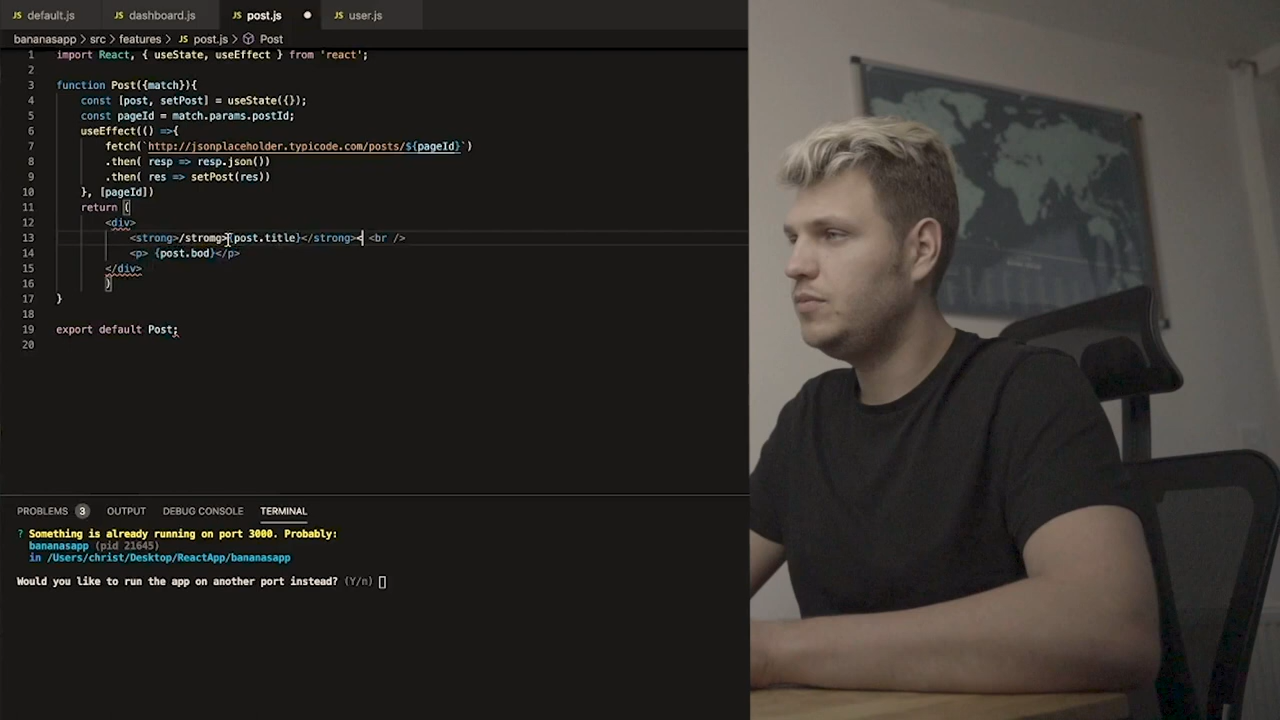 JS default.js JS dashboard.js JS post.js JS user.js
bananasapp > src > features > JS post.js > Post
1 import React, { useState, useEffect } from 'react';
2
3 function Post({match}){
4 const [post, setPost] = useState({});
5 const pageId = match.params.postId;
6 useEffect(() =>{
7 fetch(`http://jsonplaceholder.typicode.com/posts/${pageId}`)
8 .then( resp => resp.json())
9 .then( res => setPost(res))
10 }, [pageId])
11 return (
12 <div>
13 <strong>/stromg>{post.title}</strong>< <br />
14 <p> {post.bod}</p>
15 </div>
16 )
17 }
18
19 export default Post;
20
PROBLEMS 3 OUTPUT DEBUG CONSOLE TERMINAL
? Something is already running on port 3000. Probably:
bananasapp (pid 21645)
in /Users/christ/Desktop/ReactApp/bananasapp
Would you like to run the app on another port instead? (Y/n)